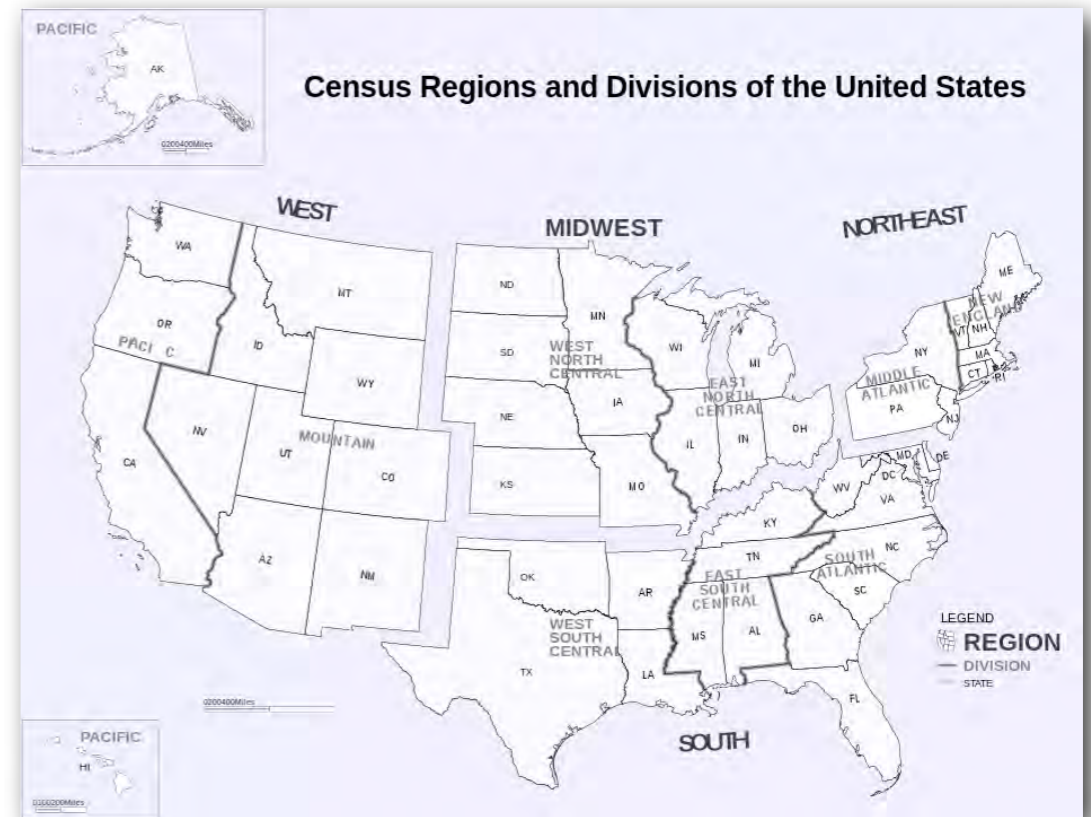 PACIFIC
AK
0200400Miles
Census Regions and Divisions of the United States
WEST
MIDWEST
NORTHEAST
WA
MT
ND
MN
ME
OR
ID
SD
WI
MI
NY
VT
NH
NEW
ENGLAND
MA
CT
RI
PACI C
WY
WEST
NORTH
CENTRAL
EAST
NORTH
CENTRAL
MIDDLE
ATLANTIC
PA
NJ
NE
IA
NV
UT
MOUNTAIN
CO
CA
KS
MO
IL
IN
OH
WV
MD
DE
DC
VA
KY
AZ
NM
OK
AR
TN
NC
EAST
SOUTH
CENTRAL
SOUTH
ATLANTIC
SC
WEST
SOUTH
CENTRAL
TX
LA
MS
AL
GA
FL
LEGEND
REGION
DIVISION
STATE
0200400Miles
SOUTH
PACIFIC
HI
0100200Miles